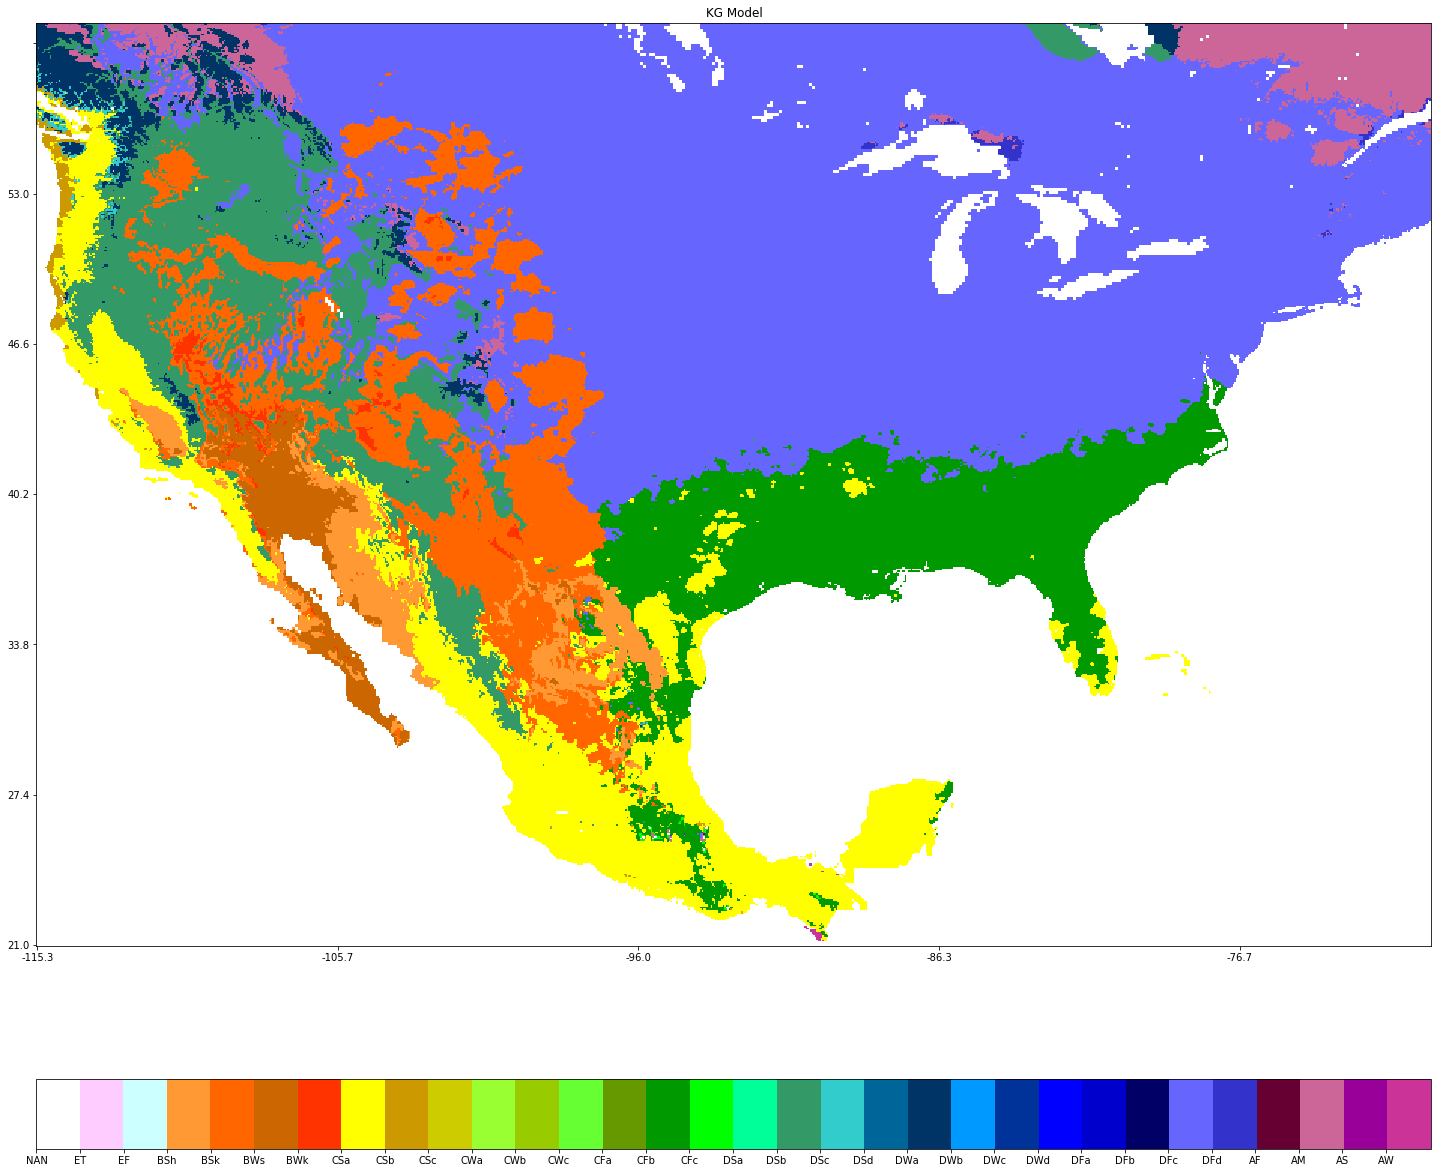 KG Model
53.0
46.6
40.2
33.8
27.4
21.0
-115.3 -105.7 -96.0 -86.3 -76.7
NAN ET EF BSh BSk BWs BWk CSa CSb CSc CWa CWb CWc CFa CFb CFc DSa DSb DSc DSd DWa DWb DWc DWd DFa DFb DFc DFd AF AM AS AW